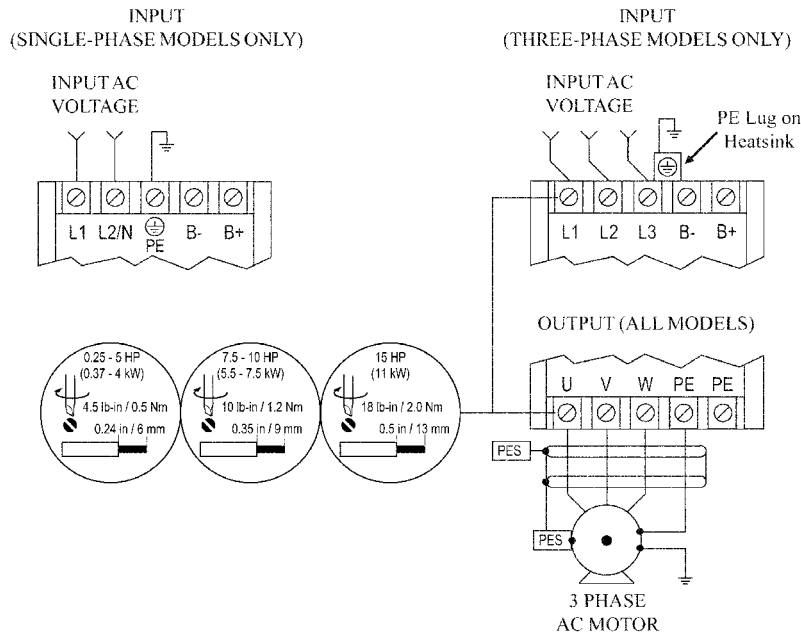 INPUT
(SINGLE-PHASE MODELS ONLY)
INPUT AC
VOLTAGE
L1 L2/N PE B- B+
INPUT
(THREE-PHASE MODELS ONLY)
INPUT AC
VOLTAGE
PE Lug on
Heatsink
L1 L2 L3 B- B+
0.25 - 5 HP
(0.37 - 4 kW)
4.5 lb-in / 0.5 Nm
0.24 in / 6 mm
7.5 - 10 HP
(5.5 - 7.5 kW)
10 lb-in / 1.2 Nm
0.35 in / 9 mm
15 HP
(11 kW)
18 lb-in / 2.0 Nm
0.5 in / 13 mm
OUTPUT (ALL MODELS)
U V W PE PE
PES
PES
3 PHASE
AC MOTOR